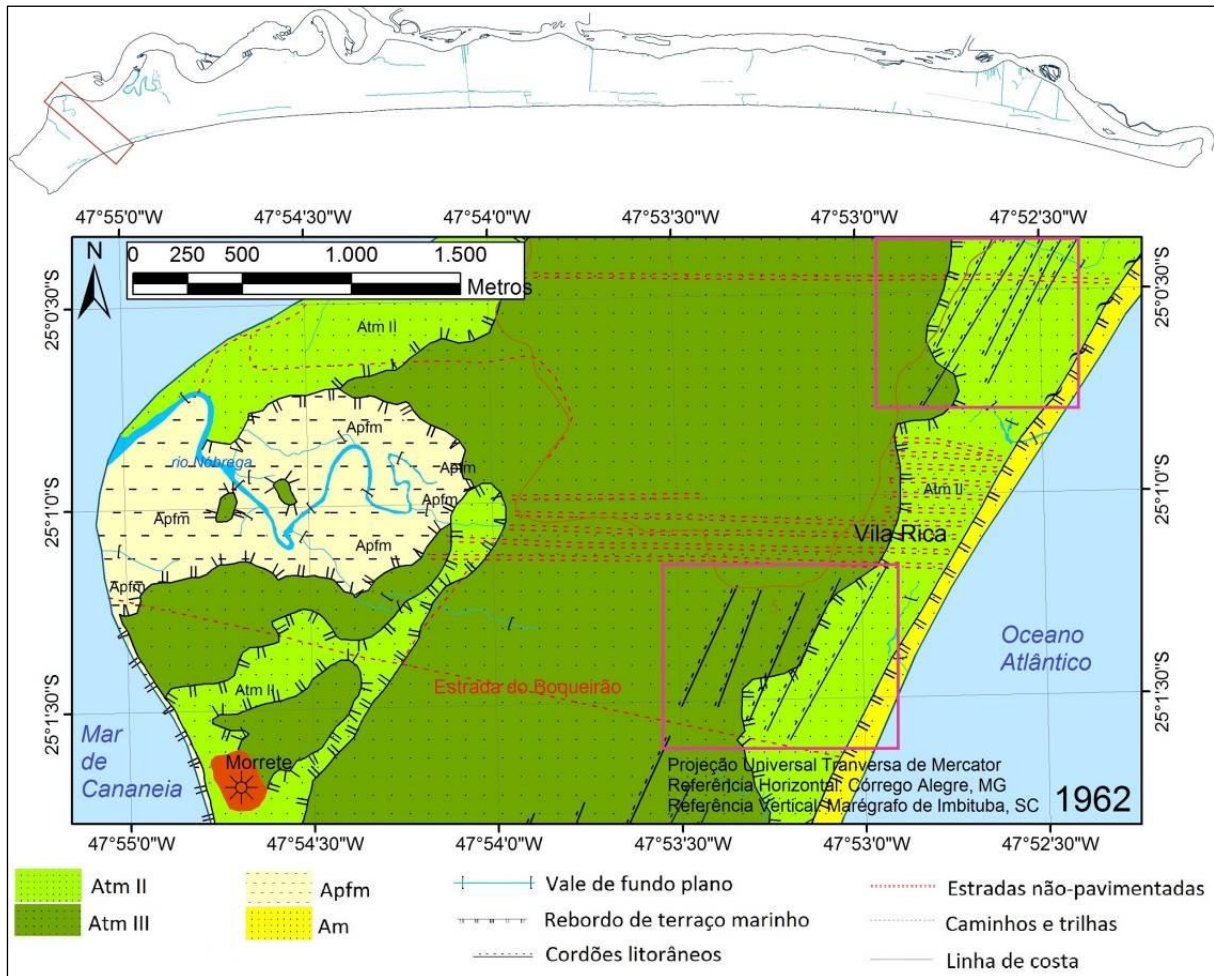 47°55'0"W 47°54'30"W 47°54'0"W 47°53'30"W 47°53'0"W 47°52'30"W
N
0 250 500 1.000 1.500
Metros
25°0'30"S
25°0'30"S
Atm II
Apfm
rio Nóbrega
Apfm
Apfm
Atm II
25°1'0"S
25°1'0"S
Apfm
Apfm
Vila Rica
Apfm
Oceano
Atlântico
Estrada do Boqueirão
Atm II
25°1'30"S
25°1'30"S
Mar
de
Cananeia
Morrete
Projeção Universal Tranversa de Mercator
Referência Horizontal: Córrego Alegre, MG
Referência Vertical: Marégrafo de Imbituba, SC
1962
47°55'0"W 47°54'30"W 47°54'0"W 47°53'30"W 47°53'0"W 47°52'30"W
Atm II
Atm III
Apfm
Am
Vale de fundo plano
Rebordo de terraço marinho
Cordões litorâneos
Estradas não-pavimentadas
Caminhos e trilhas
Linha de costa